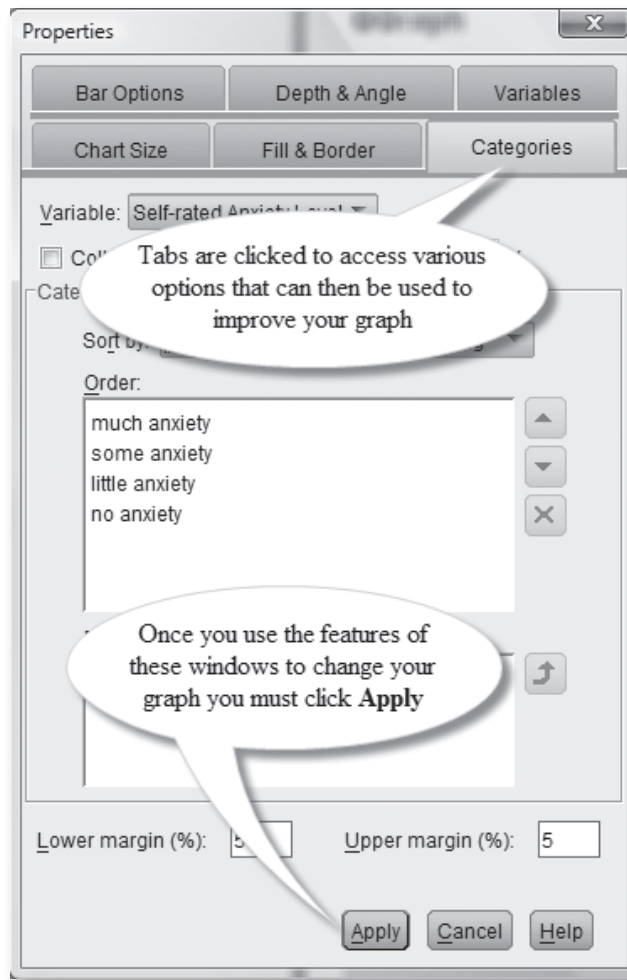 Properties
Bar Options Depth & Angle Variables
Chart Size Fill & Border Categories
Variable: Self-rated Anxiety Level
Tabs are clicked to access various
options that can then be used to
improve your graph
Sort by:
Order:
much anxiety
some anxiety
little anxiety
no anxiety
Once you use the features of
these windows to change your
graph you must click Apply
Lower margin (%): 5 Upper margin (%): 5
Apply Cancel Help